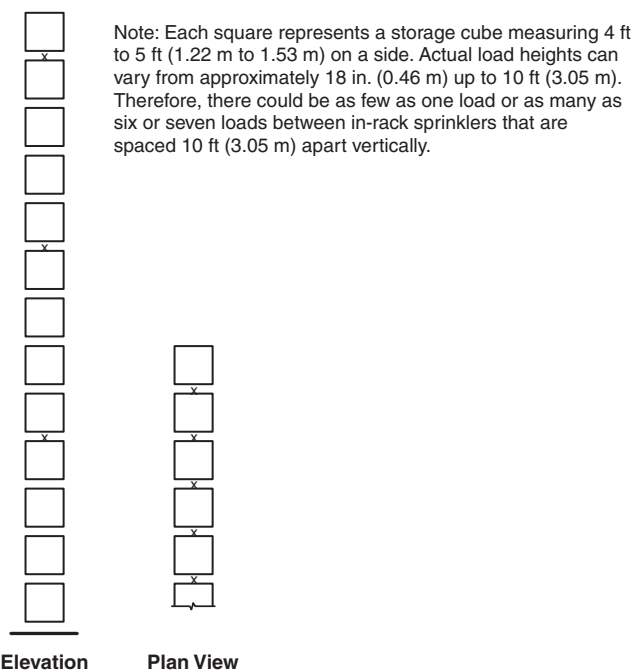 Note: Each square represents a storage cube measuring 4 ft
to 5 ft (1.22 m to 1.53 m) on a side. Actual load heights can
vary from approximately 18 in. (0.46 m) up to 10 ft (3.05 m).
Therefore, there could be as few as one load or as many as
six or seven loads between in-rack sprinklers that are
spaced 10 ft (3.05 m) apart vertically.
x
x
x
x
x
x
x
x
Elevation Plan View